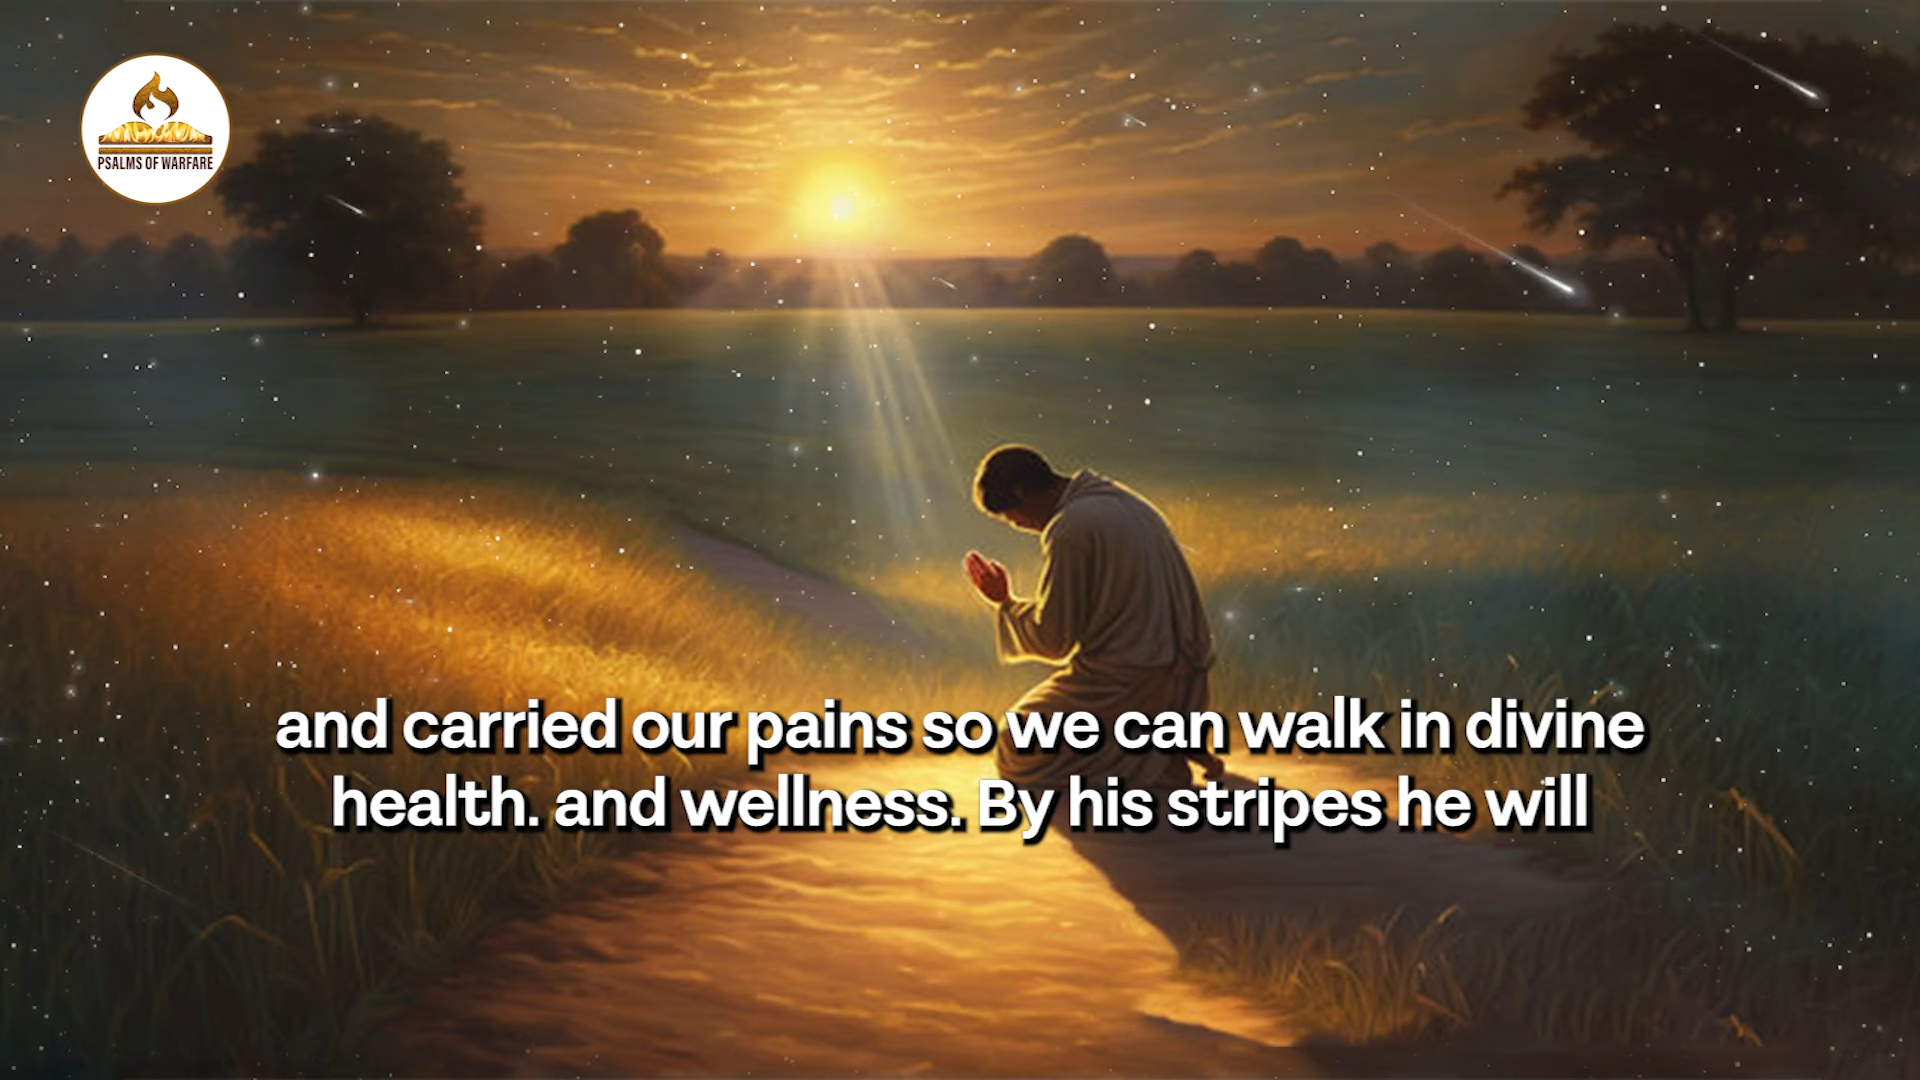 PSALMS OF WARFARE
and carried our pains so we can walk in divine
health. and wellness. By his stripes he will